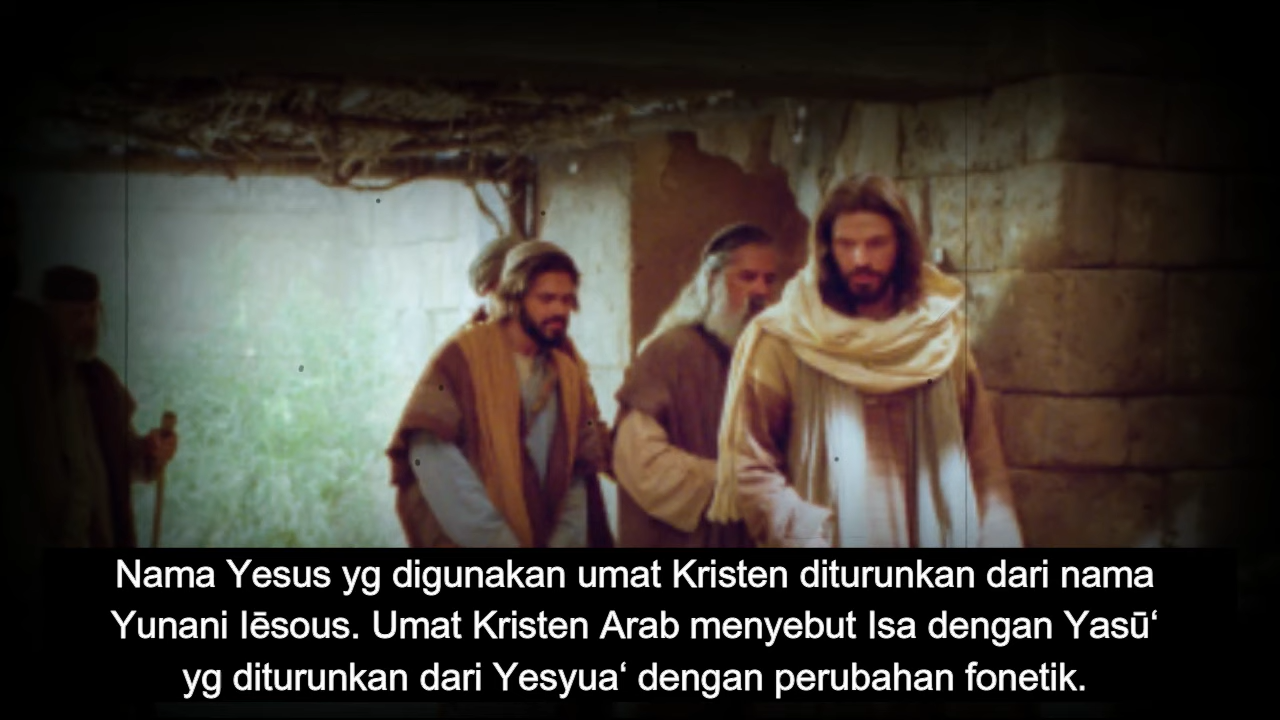 Nama Yesus yg digunakan umat Kristen diturunkan dari nama
Yunani Iēsous. Umat Kristen Arab menyebut Isa dengan Yasū‘
yg diturunkan dari Yesyua‘ dengan perubahan fonetik.